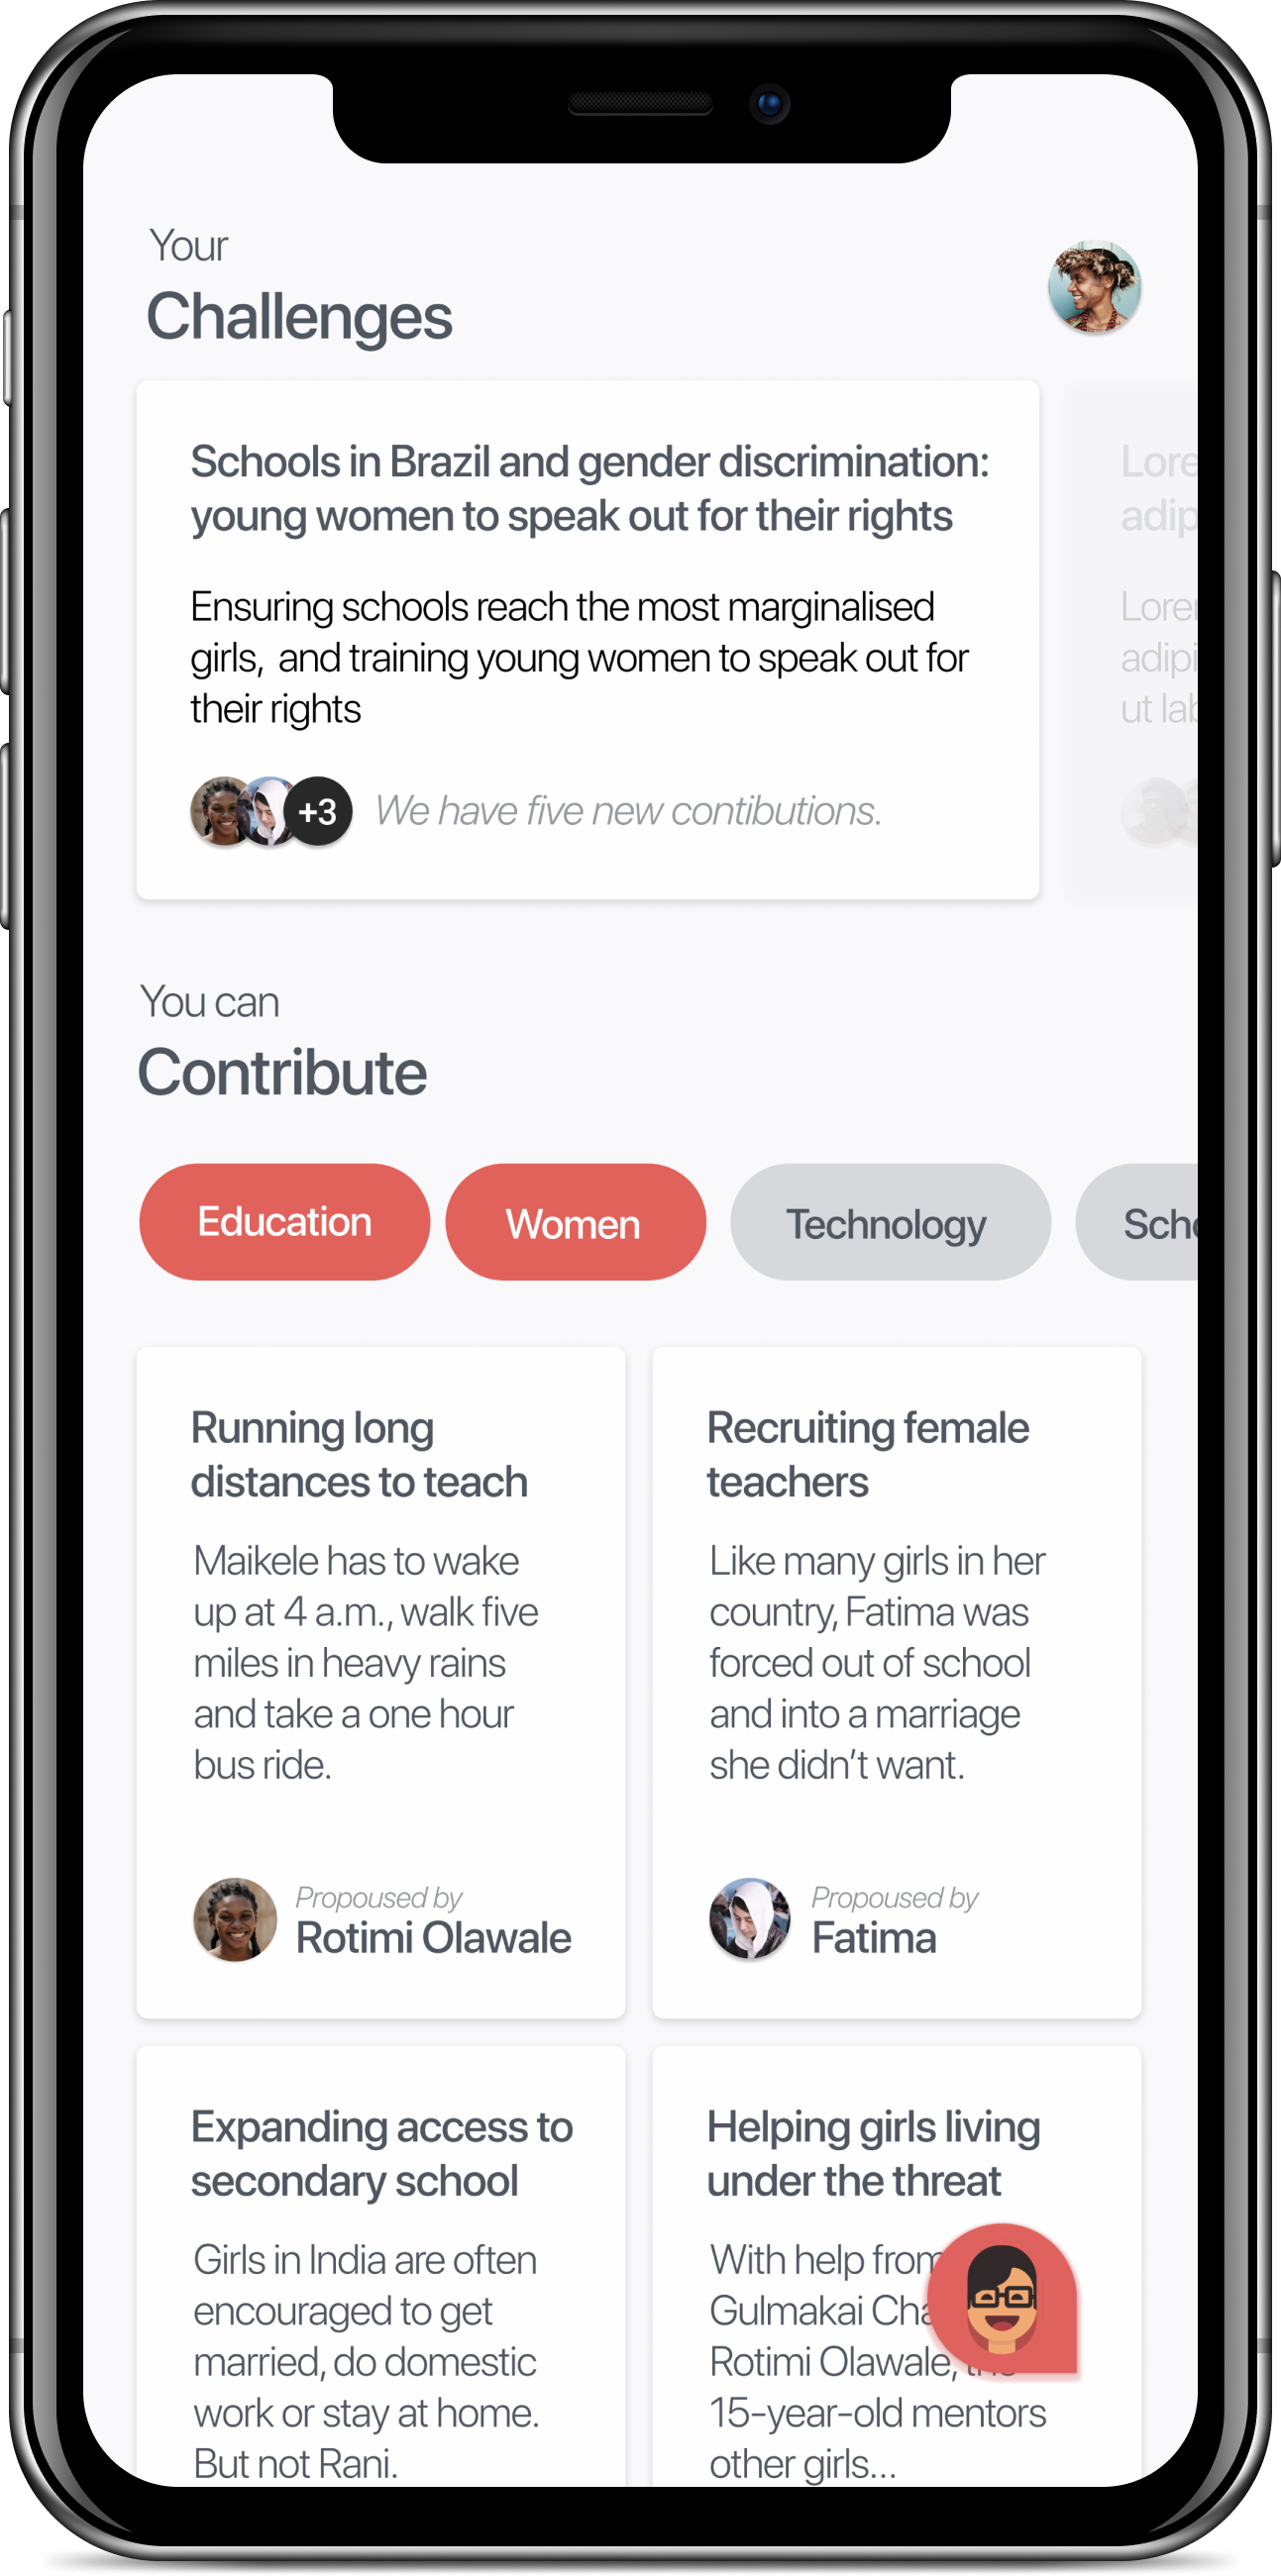 Your
Challenges
Schools in Brazil and gender discrimination:
young women to speak out for their rights
Ensuring schools reach the most marginalised
girls, and training young women to speak out for
their rights
+3 We have five new contibutions.
Lore
adip
Lorer
adipi
ut lab
You can
Contribute
Education Women Technology Scho
Running long
distances to teach
Maikele has to wake
up at 4 a.m., walk five
miles in heavy rains
and take a one hour
bus ride.
Propoused by
Rotimi Olawale
Recruiting female
teachers
Like many girls in her
country, Fatima was
forced out of school
and into a marriage
she didn’t want.
Propoused by
Fatima
Expanding access to
secondary school
Girls in India are often
encouraged to get
married, do domestic
work or stay at home.
But not Rani.
Helping girls living
under the threat
With help from
Gulmakai Cha
Rotimi Olawale,
15-year-old mentors
other girls...